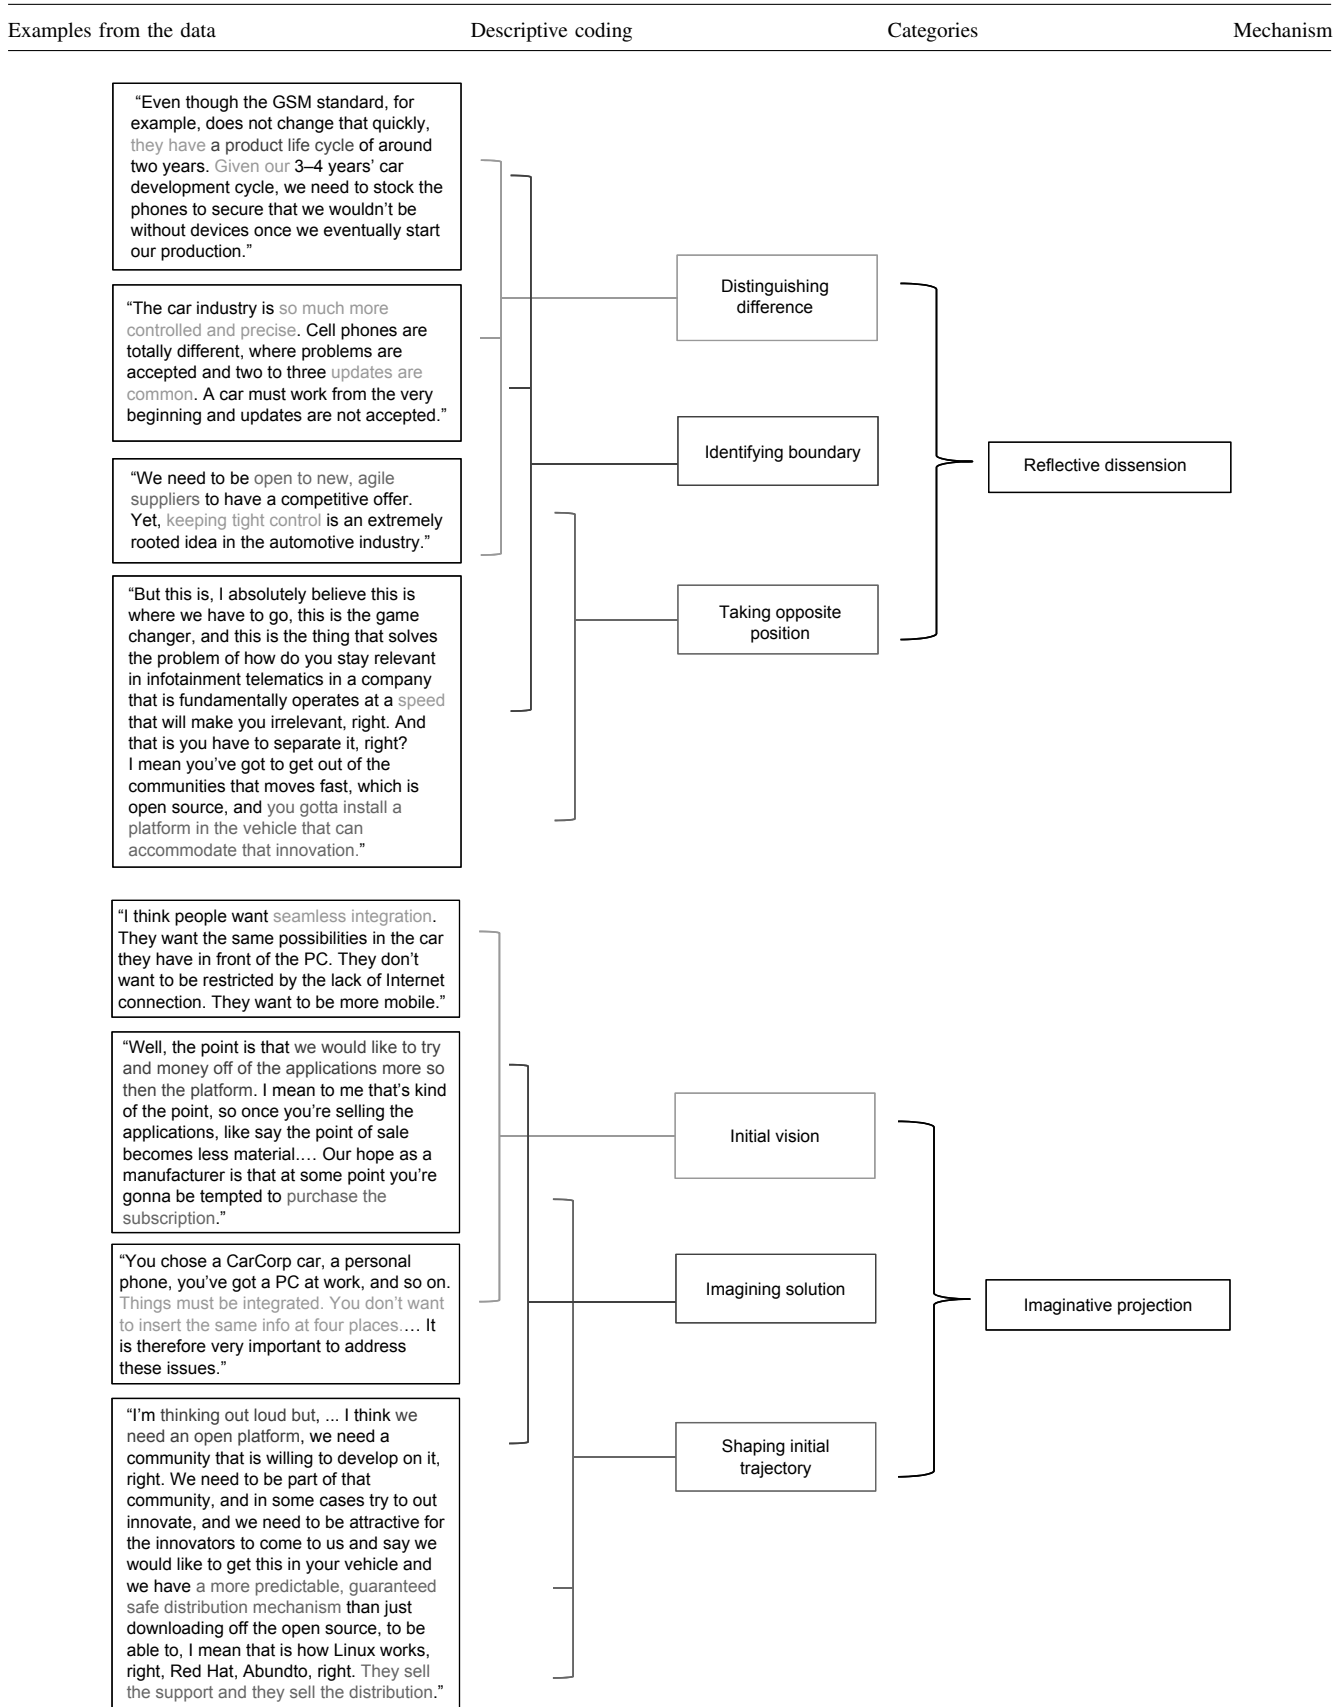 Examples from the data Descriptive coding Categories Mechanism
“Even though the GSM standard, for
example, does not change that quickly,
they have a product life cycle of around
two years. Given our 3–4 years’ car
development cycle, we need to stock the
phones to secure that we wouldn’t be
without devices once we eventually start
our production.”
“The car industry is so much more
controlled and precise. Cell phones are
totally different, where problems are
accepted and two to three updates are
common. A car must work from the very
beginning and updates are not accepted.”
“We need to be open to new, agile
suppliers to have a competitive offer.
Yet, keeping tight control is an extremely
rooted idea in the automotive industry.”
“But this is, I absolutely believe this is
where we have to go, this is the game
changer, and this is the thing that solves
the problem of how do you stay relevant
in infotainment telematics in a company
that is fundamentally operates at a speed
that will make you irrelevant, right. And
that is you have to separate it, right?
I mean you’ve got to get out of the
communities that moves fast, which is
open source, and you gotta install a
platform in the vehicle that can
accommodate that innovation.”
Distinguishing
difference
Identifying boundary
Taking opposite
position
Reflective dissension
“I think people want seamless integration.
They want the same possibilities in the car
they have in front of the PC. They don’t
want to be restricted by the lack of Internet
connection. They want to be more mobile.”
“Well, the point is that we would like to try
and money off of the applications more so
then the platform. I mean to me that’s kind
of the point, so once you’re selling the
applications, like say the point of sale
becomes less material.… Our hope as a
manufacturer is that at some point you’re
gonna be tempted to purchase the
subscription.”
“You chose a CarCorp car, a personal
phone, you’ve got a PC at work, and so on.
Things must be integrated. You don’t want
to insert the same info at four places.… It
is therefore very important to address
these issues.”
“I’m thinking out loud but, ... I think we
need an open platform, we need a
community that is willing to develop on it,
right. We need to be part of that
community, and in some cases try to out
innovate, and we need to be attractive for
the innovators to come to us and say we
would like to get this in your vehicle and
we have a more predictable, guaranteed
safe distribution mechanism than just
downloading off the open source, to be
able to, I mean that is how Linux works,
right, Red Hat, Abundto, right. They sell
the support and they sell the distribution.”
Initial vision
Imagining solution
Shaping initial
trajectory
Imaginative projection